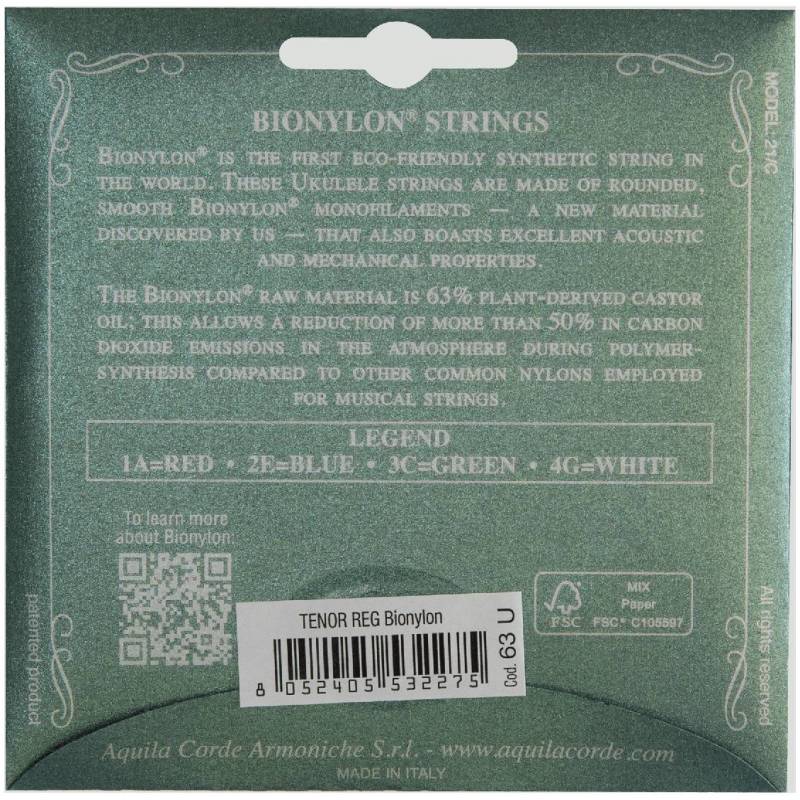 BIONYLON® STRINGS
BIONYLON® IS THE FIRST ECO-FRIENDLY SYNTHETIC STRING IN
THE WORLD. THESE UKULELE STRINGS ARE MADE OF ROUNDED,
SMOOTH BIONYLON® MONOFILAMENTS — A NEW MATERIAL
DISCOVERED BY US — THAT ALSO BOASTS EXCELLENT ACOUSTIC
AND MECHANICAL PROPERTIES.
THE BIONYLON® RAW MATERIAL IS 63% PLANT-DERIVED CASTOR
OIL; THIS ALLOWS A REDUCTION OF MORE THAN 50% IN CARBON
DIOXIDE EMISSIONS IN THE ATMOSPHERE DURING POLYMER-
SYNTHESIS COMPARED TO OTHER COMMON NYLONS EMPLOYED
FOR MUSICAL STRINGS.
LEGEND
1A=RED • 2E=BLUE • 3C=GREEN • 4G=WHITE
To learn more
about Bionylon:
TENOR REG Bionylon
8 052405 532275
Cod. 63 U
FSC
MIX
Paper
FSC® C105597
patented product
All rights reserved
Aquila Corde Armoniche S.r.l. - www.aquilacorde.com
MADE IN ITALY